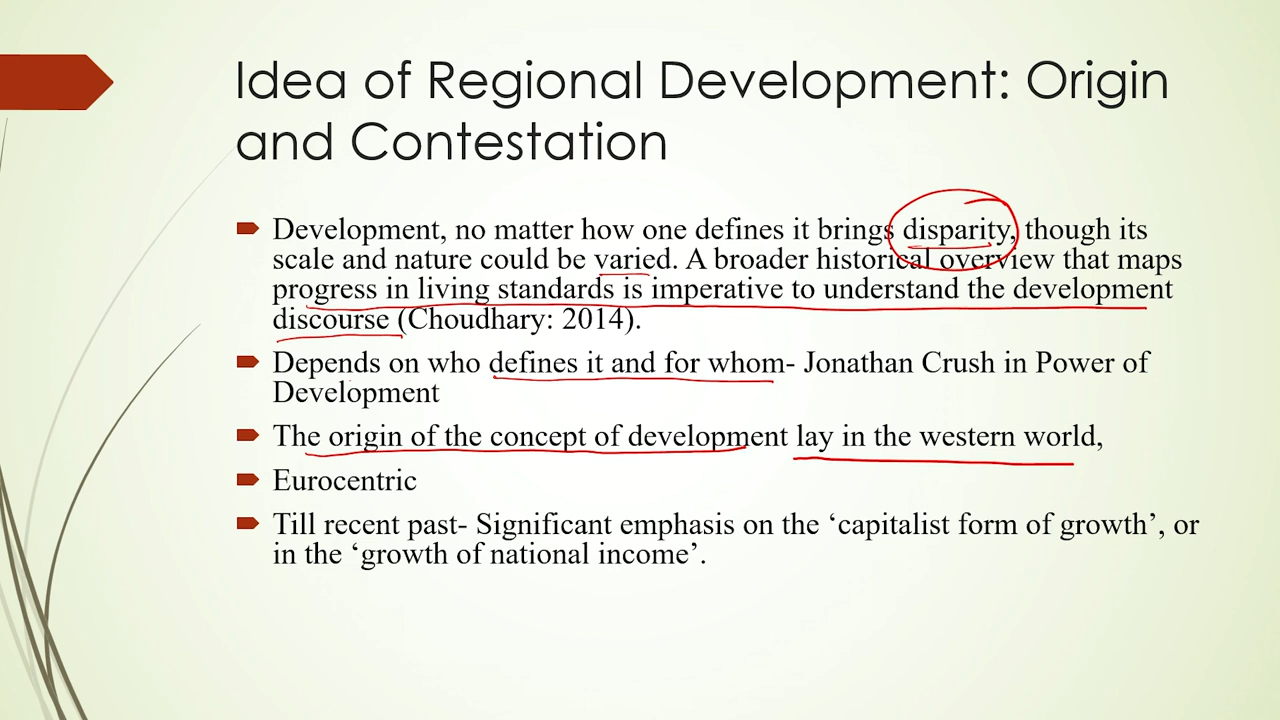 Idea of Regional Development: Origin
and Contestation
Development, no matter how one defines it brings disparity, though its
scale and nature could be varied. A broader historical overview that maps
progress in living standards is imperative to understand the development
discourse (Choudhary: 2014).
Depends on who defines it and for whom- Jonathan Crush in Power of
Development
The origin of the concept of development lay in the western world,
Eurocentric
Till recent past- Significant emphasis on the ‘capitalist form of growth’, or
in the ‘growth of national income’.